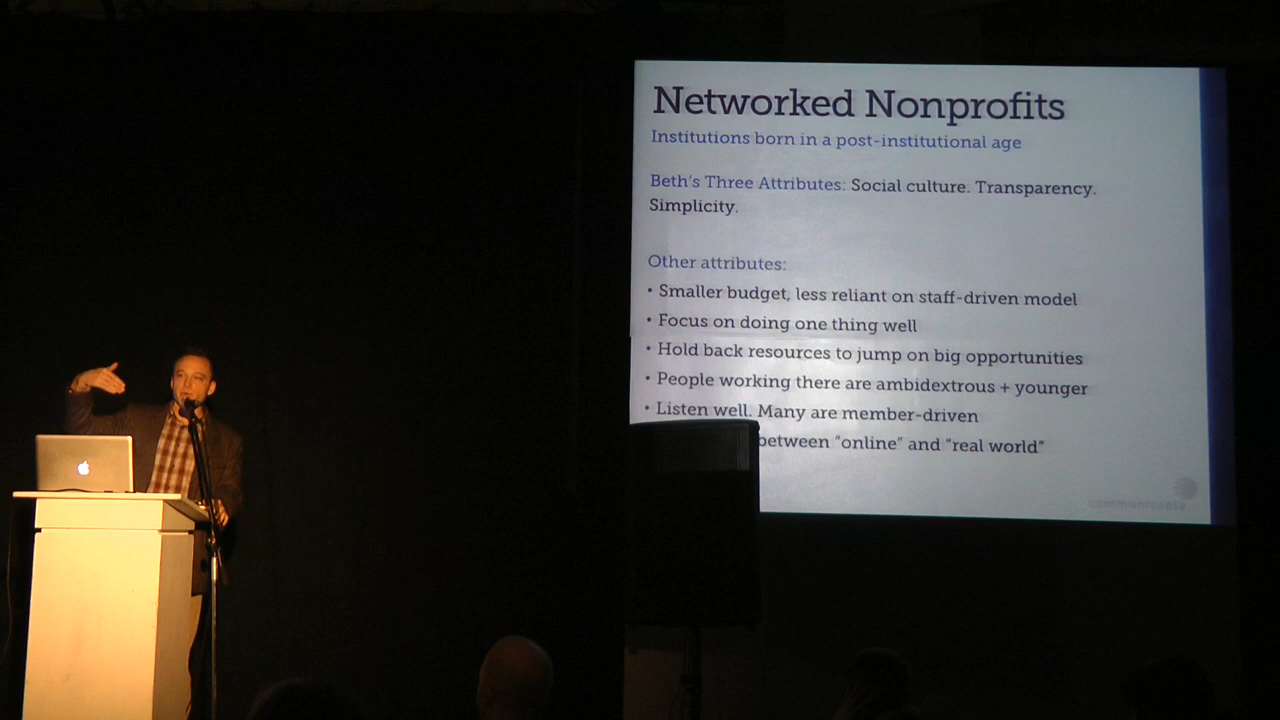 Networked Nonprofits
Institutions born in a post-institutional age
Beth's Three Attributes: Social culture. Transparency.
Simplicity.
Other attributes:
• Smaller budget, less reliant on staff-driven model
• Focus on doing one thing well
• Hold back resources to jump on big opportunities
• People working there are ambidextrous + younger
• Listen well. Many are member-driven
between “online” and “real world”